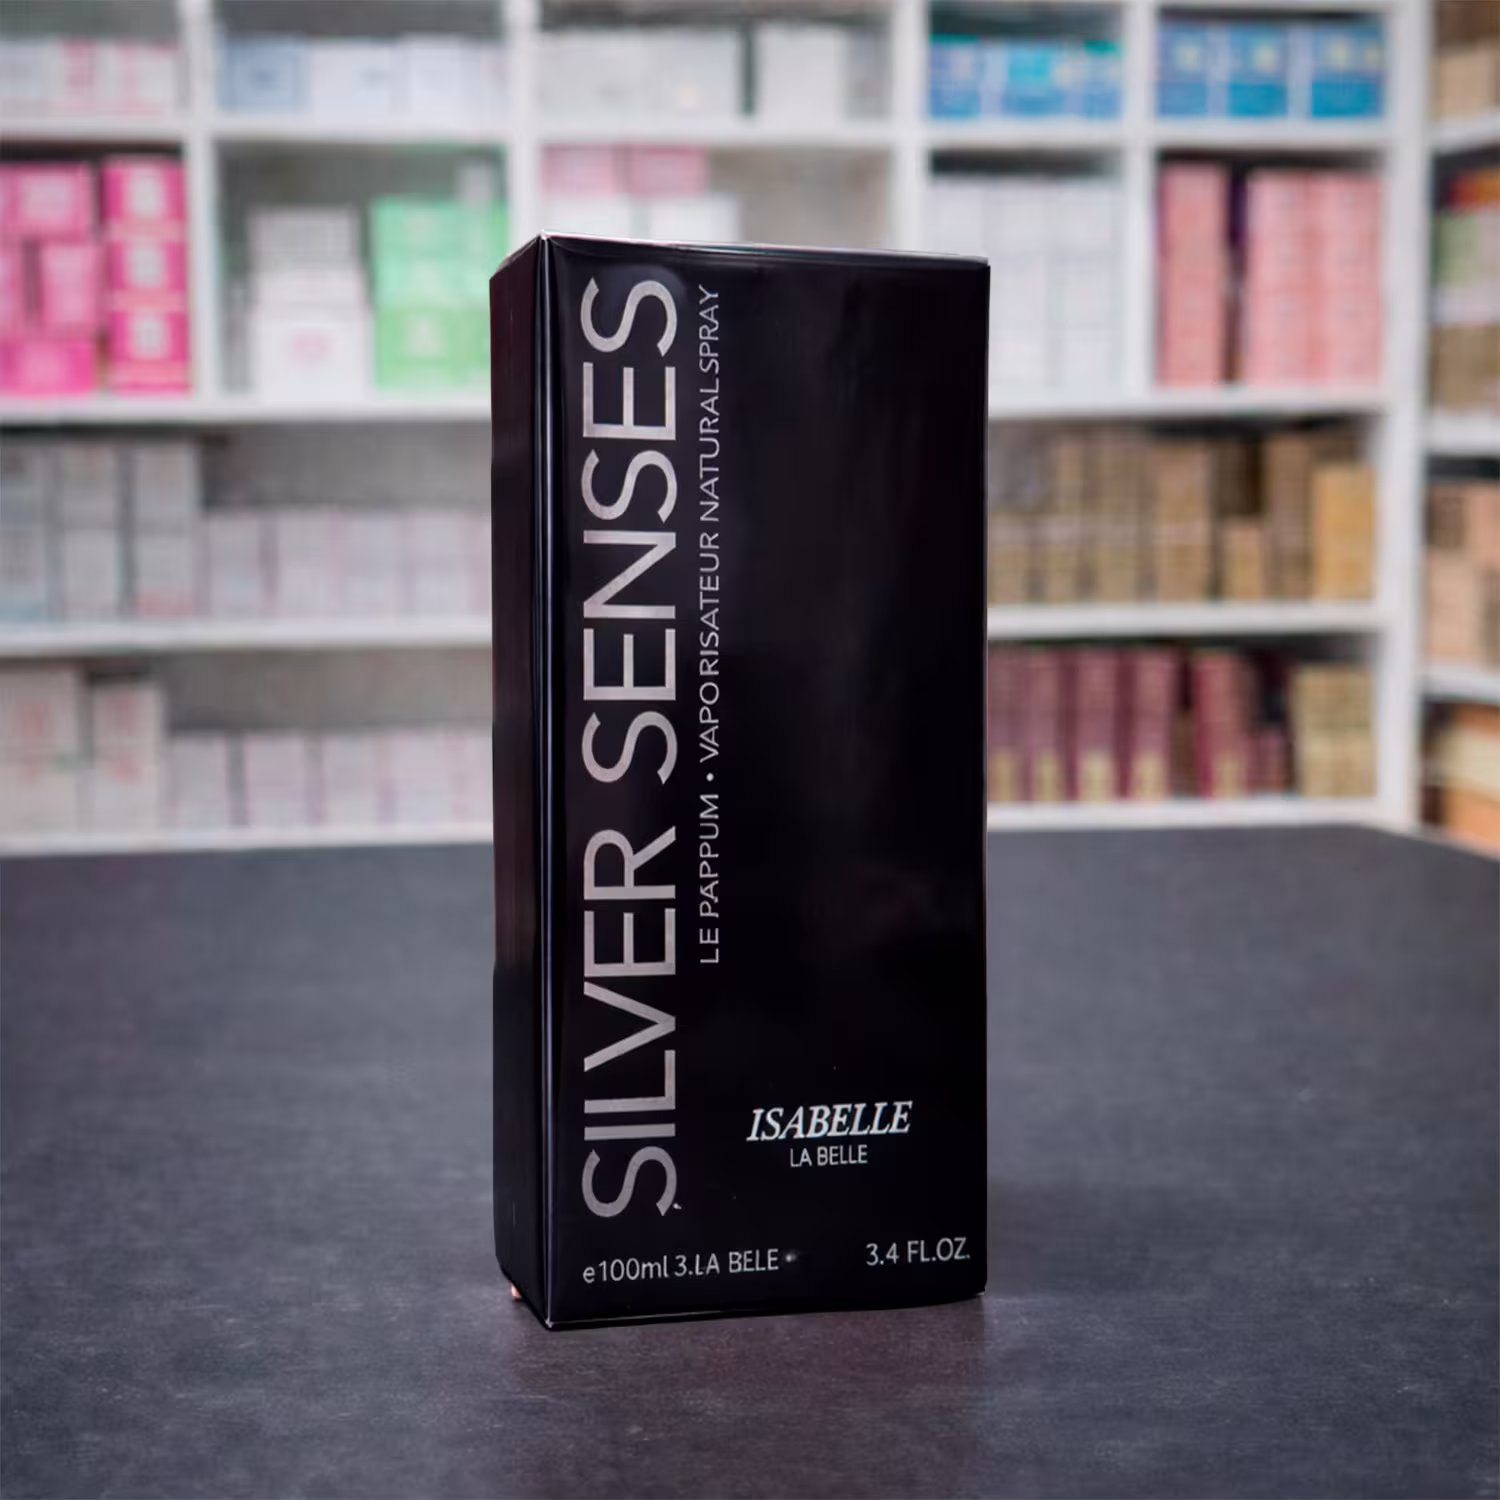 SILVER SENSES
LE PAPPUM • VAPORISATEUR NATURAL SPRAY
ISABELLE
LA BELLE
e100ml 3.LA BELE
3.4 FL.OZ.